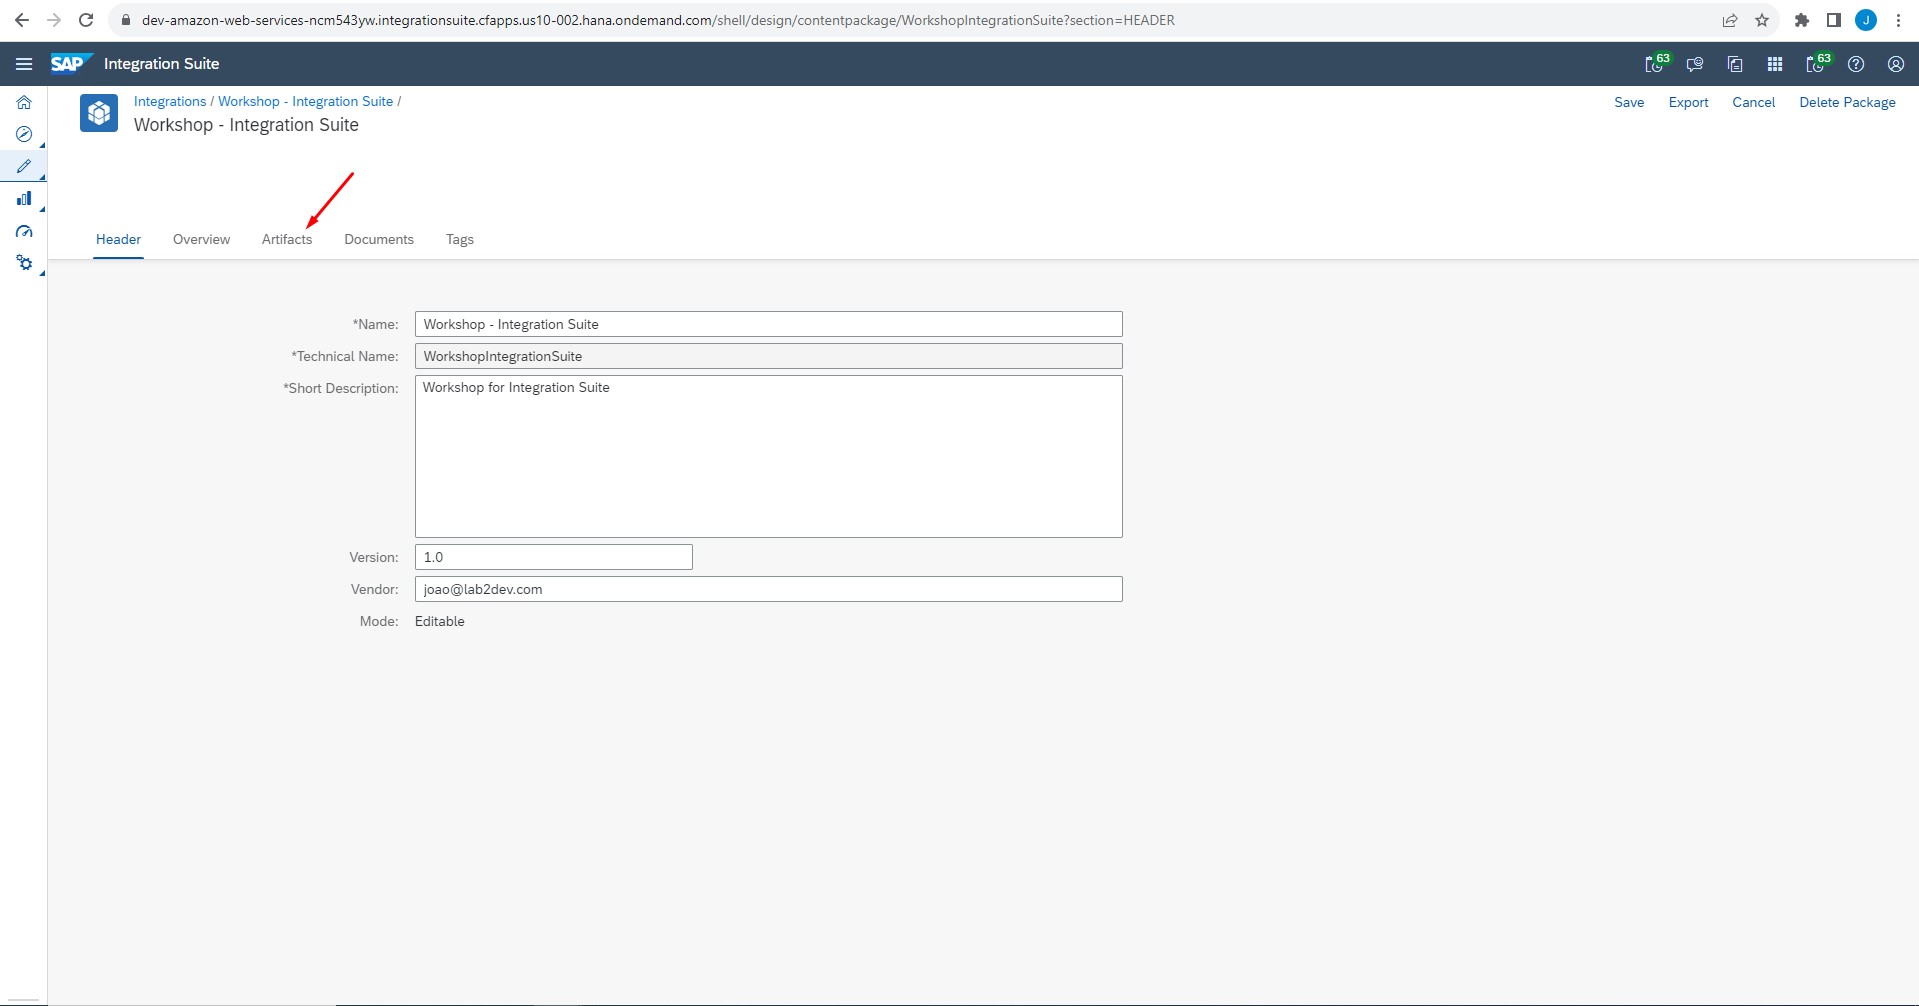 dev-amazon-web-services-ncm543yw.integrationsuite.cfapps.us10-002.hana.ondemand.com/shell/design/contentpackage/WorkshopIntegrationSuite?section=HEADER
J
SAP Integration Suite
63
63
Integrations / Workshop - Integration Suite /
Save Export Cancel Delete Package
Workshop - Integration Suite
Header Overview Artifacts Documents Tags
*Name: Workshop - Integration Suite
*Technical Name: WorkshopIntegrationSuite
*Short Description: Workshop for Integration Suite
Version: 1.0
Vendor: joao@lab2dev.com
Mode: Editable